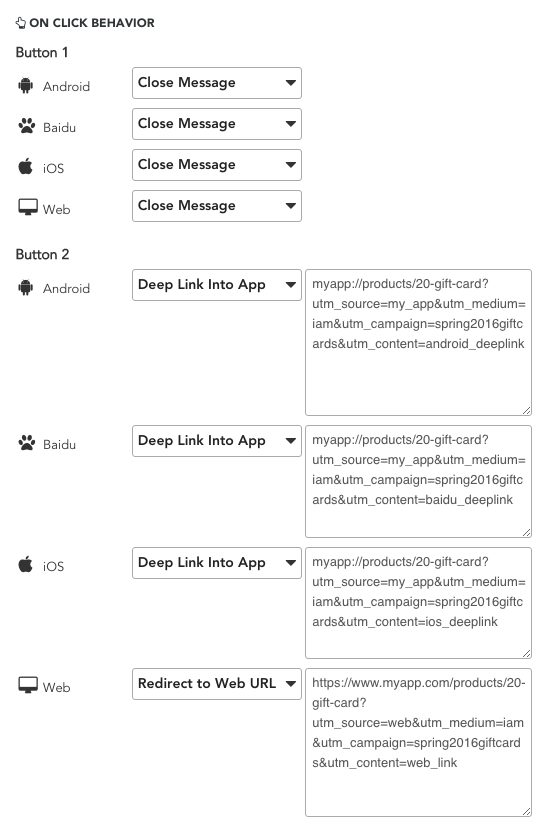 ON CLICK BEHAVIOR
Button 1
Android Close Message
Baidu Close Message
iOS Close Message
Web Close Message
Button 2
Android Deep Link Into App myapp://products/20-gift-card?
utm_source=my_app&utm_medium=
iam&utm_campaign=spring2016giftc
ards&utm_content=android_deeplink
Baidu Deep Link Into App myapp://products/20-gift-card?
utm_source=my_app&utm_medium=
iam&utm_campaign=spring2016giftc
ards&utm_content=baidu_deeplink
iOS Deep Link Into App myapp://products/20-gift-card?
utm_source=my_app&utm_medium=
iam&utm_campaign=spring2016giftc
ards&utm_content=ios_deeplink
Web Redirect to Web URL https://www.myapp.com/products/20-
gift-card?
utm_source=web&utm_medium=iam
&utm_campaign=spring2016giftcard
s&utm_content=web_link